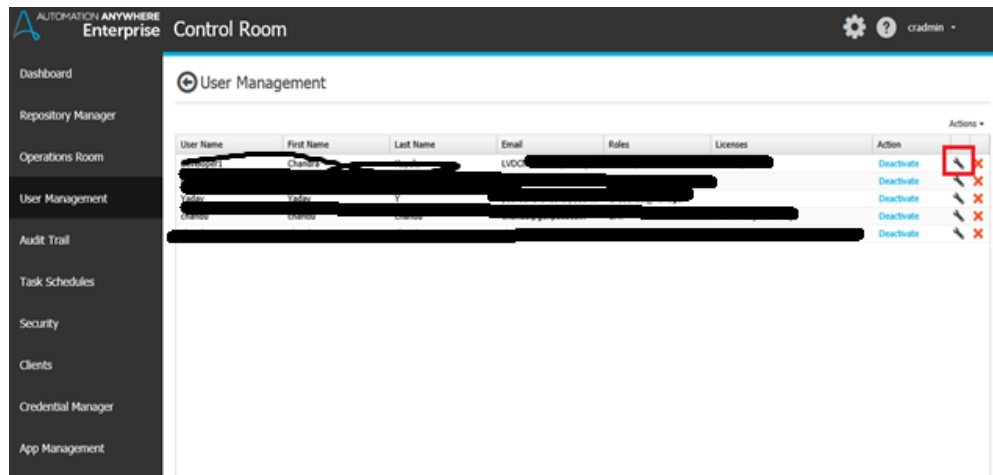 AUTOMATION ANYWHERE
Enterprise Control Room cradmin
Dashboard
User Management
Repository Manager
Actions
User Name First Name Last Name Email Roles Licenses Action
Operations Room
Chandra LVDC Deactivate
Deactivate
User Management
Yadav Yadav Y Deactivate
Deactivate
Audit Trail
Deactivate
Task Schedules
Security
Clients
Credential Manager
App Management